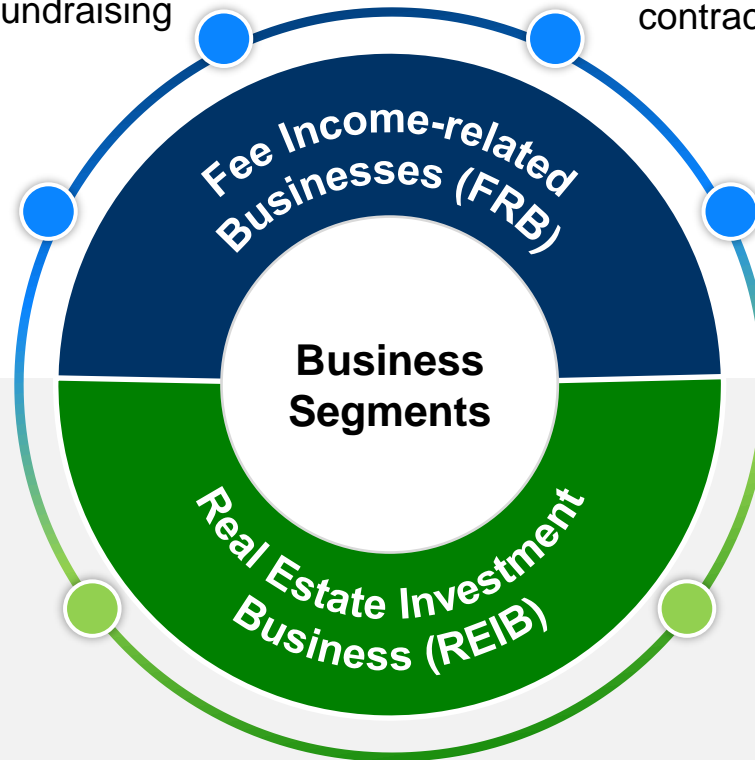 undraising
contrac
Fee Income-related
Businesses (FRB)
Business
Segments
Real Estate Investment
Business (REIB)